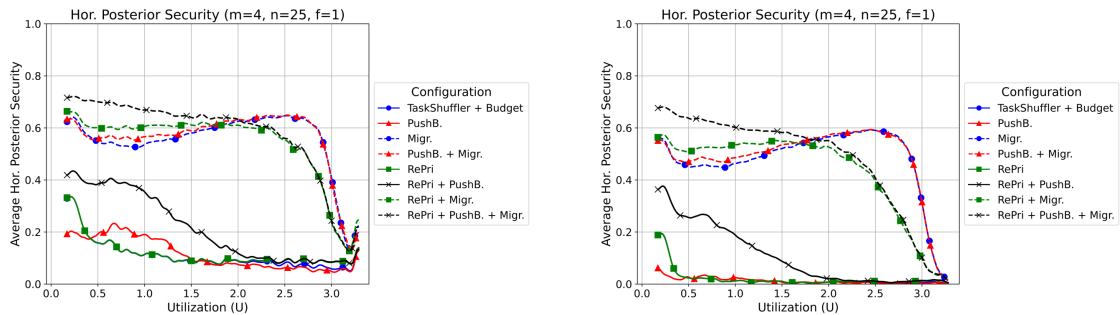 Hor. Posterior Security (m=4, n=25, f=1)
Average Hor. Posterior Security
1.0
0.8
0.6
0.4
0.2
0.0
0.0 0.5 1.0 1.5 2.0 2.5 3.0
Utilization (U)
Configuration
TaskShuffler + Budget
PushB.
Migr.
PushB. + Migr.
RePri
RePri + PushB.
RePri + Migr.
RePri + PushB. + Migr.
Hor. Posterior Security (m=4, n=25, f=1)
Average Hor. Posterior Security
1.0
0.8
0.6
0.4
0.2
0.0
0.0 0.5 1.0 1.5 2.0 2.5 3.0
Utilization (U)
Configuration
TaskShuffler + Budget
PushB.
Migr.
PushB. + Migr.
RePri
RePri + PushB.
RePri + Migr.
RePri + PushB. + Migr.